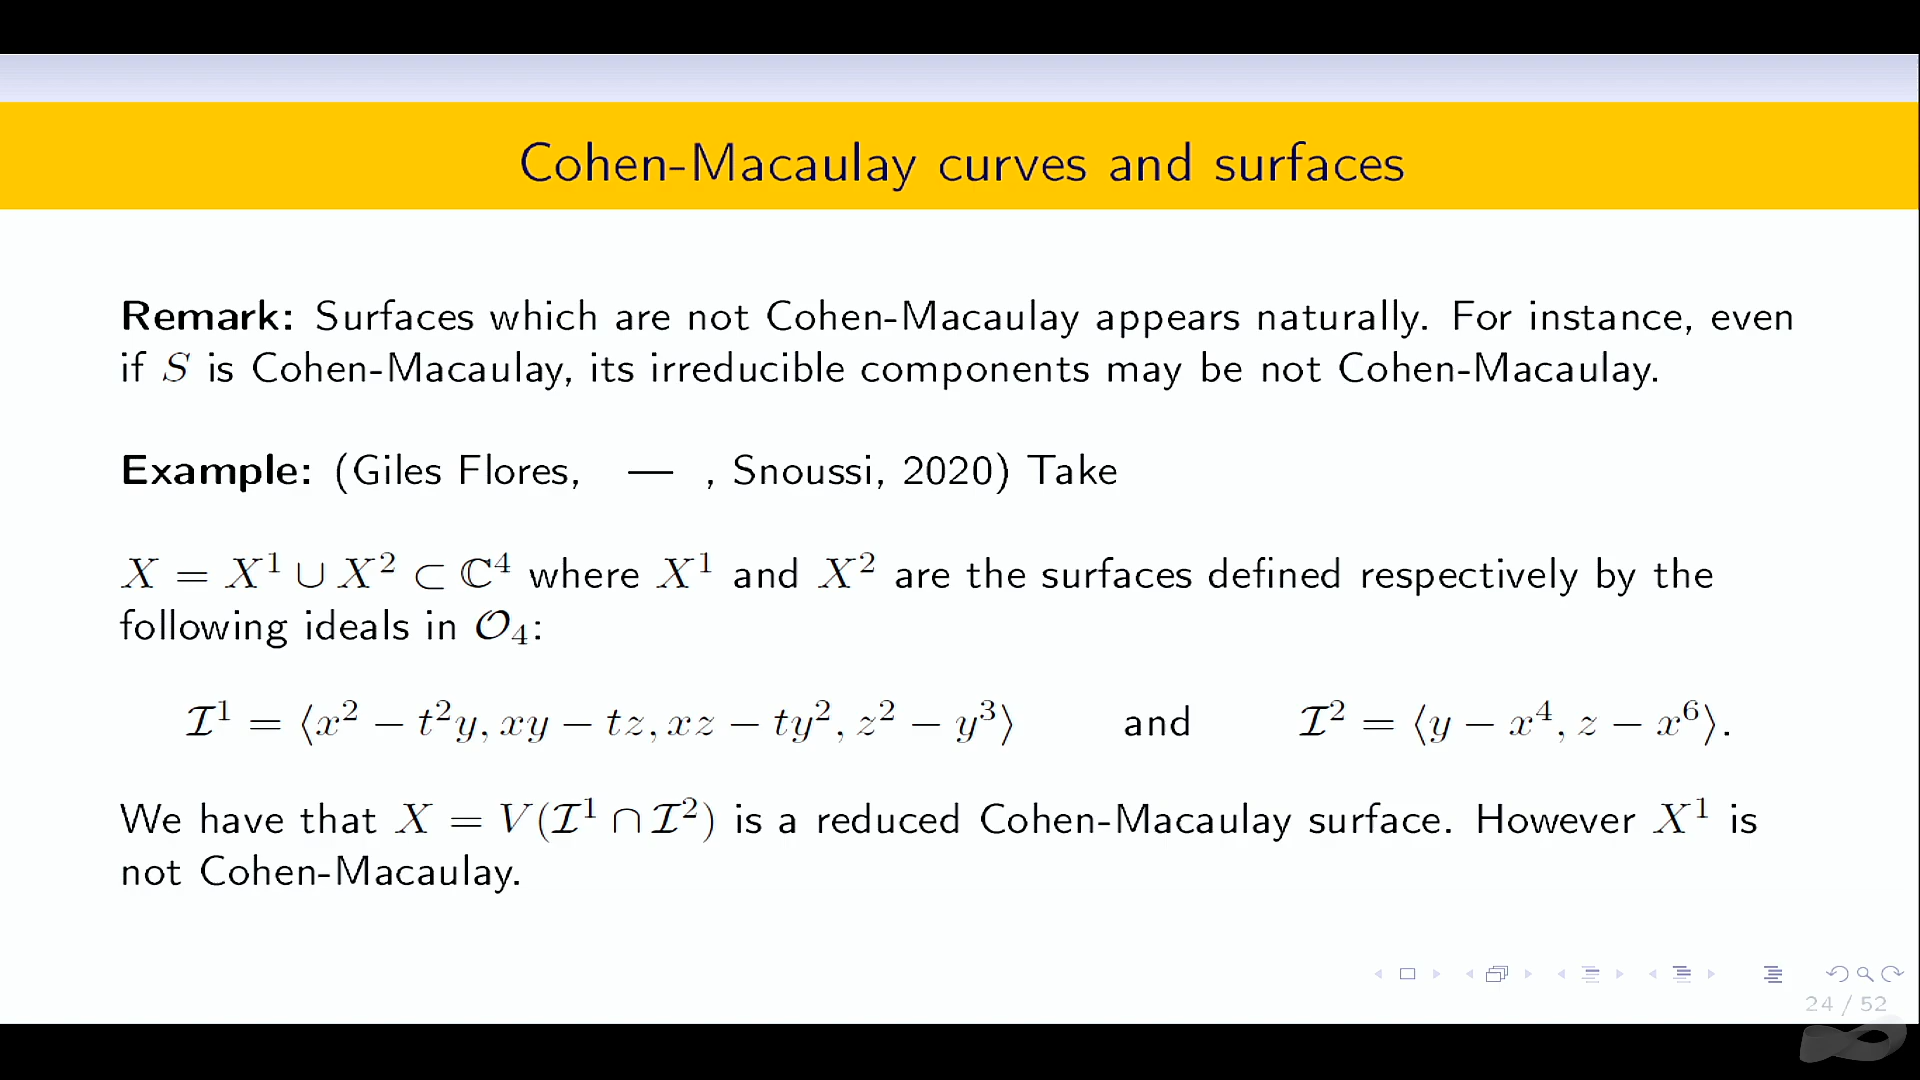 Cohen-Macaulay curves and surfaces
Remark: Surfaces which are not Cohen-Macaulay appears naturally. For instance, even
if S is Cohen-Macaulay, its irreducible components may be not Cohen-Macaulay.
Example: (Giles Flores, — , Snoussi, 2020) Take
X = X¹ ∪ X² ⊂ ℂ⁴ where X¹ and X² are the surfaces defined respectively by the
following ideals in 𝒪₄:
ℐ¹ = ⟨x² − t²y, xy − tz, xz − ty², z² − y³⟩ and ℐ² = ⟨y − x⁴, z − x⁶⟩.
We have that X = V(ℐ¹ ∩ ℐ²) is a reduced Cohen-Macaulay surface. However X¹ is
not Cohen-Macaulay.
24 / 52